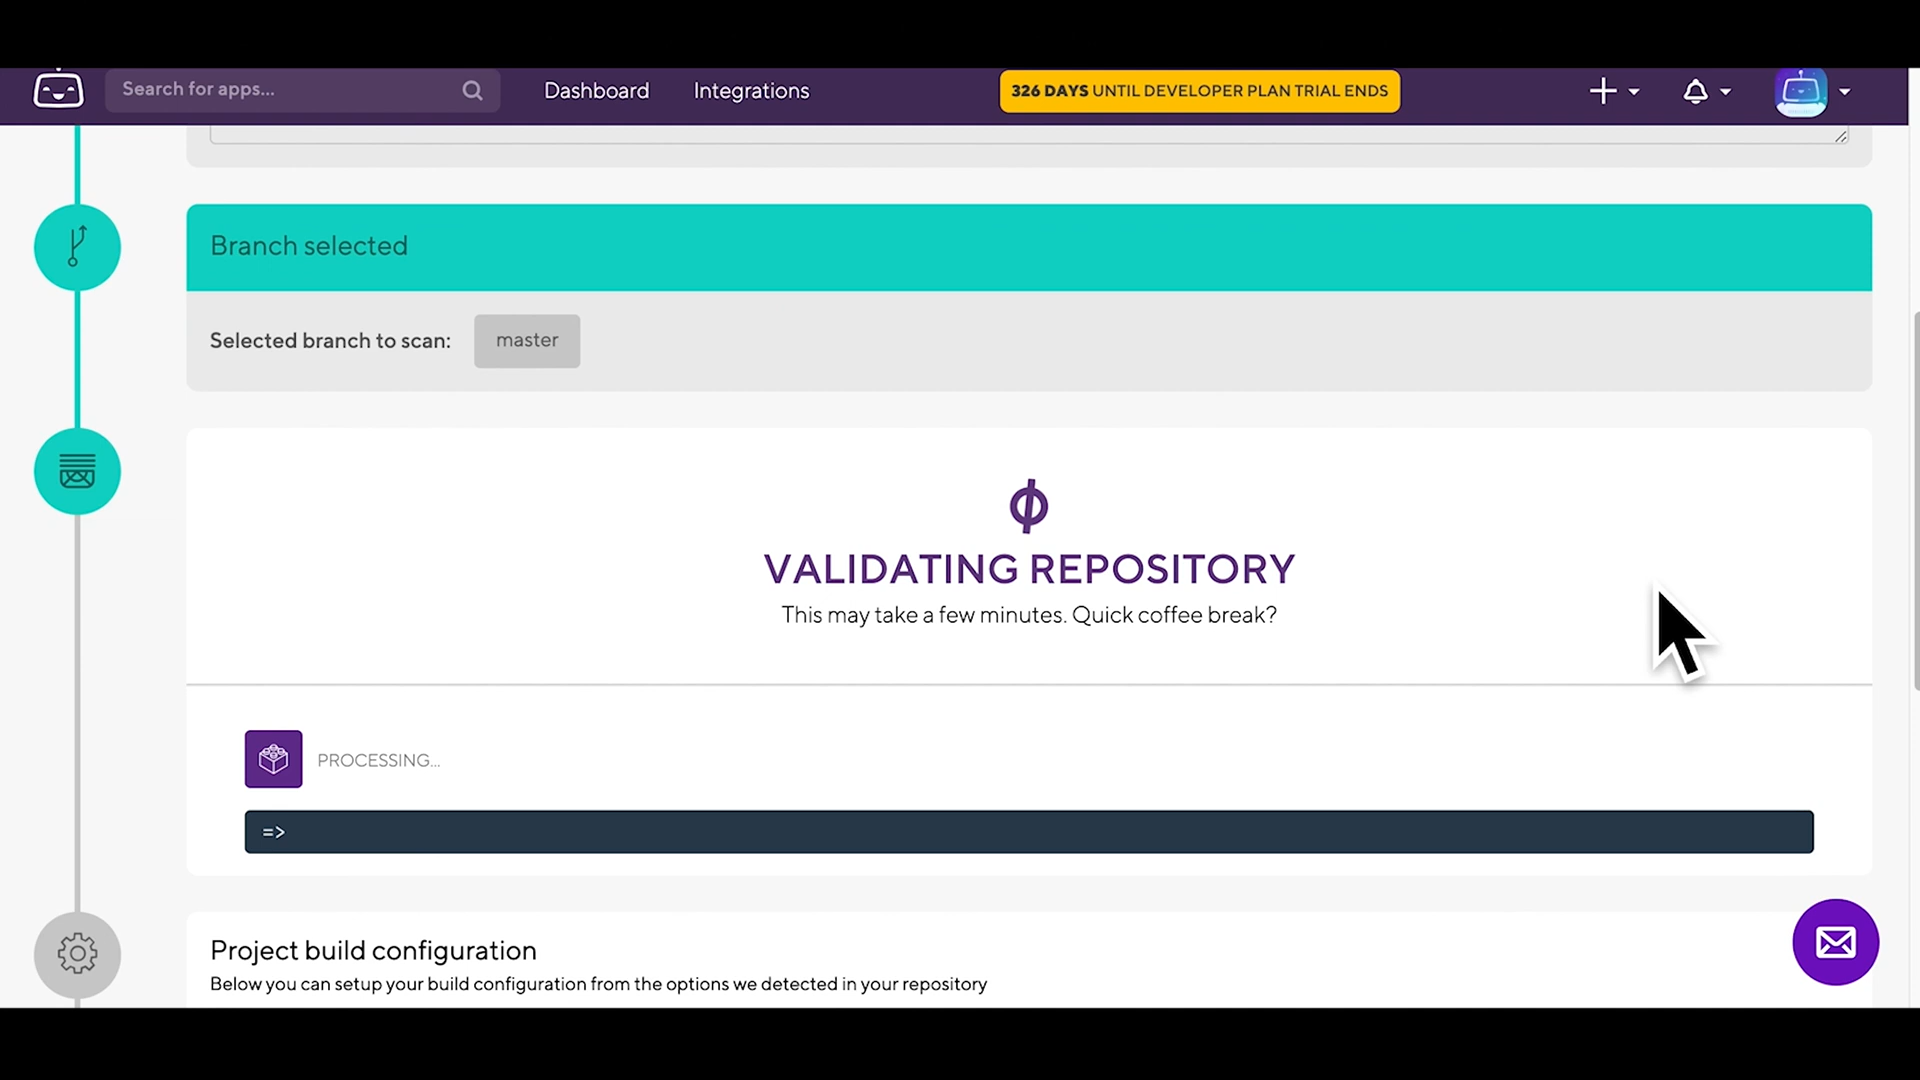 Search for apps...
Dashboard
Integrations
326 DAYS UNTIL DEVELOPER PLAN TRIAL ENDS
Branch selected
Selected branch to scan:
master
VALIDATING REPOSITORY
This may take a few minutes. Quick coffee break?
PROCESSING...
=>
Project build configuration
Below you can setup your build configuration from the options we detected in your repository